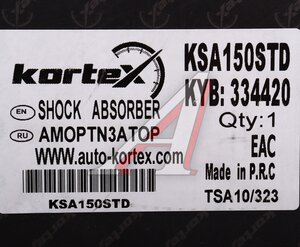 kortex
KSA150STD
KYB: 334420
EN SHOCK ABSORBER
Qty: 1
RU AMOPTN3ATOP
EAC
www.auto-kortex.com
Made in P.R.C
KSA150STD
TSA10/323